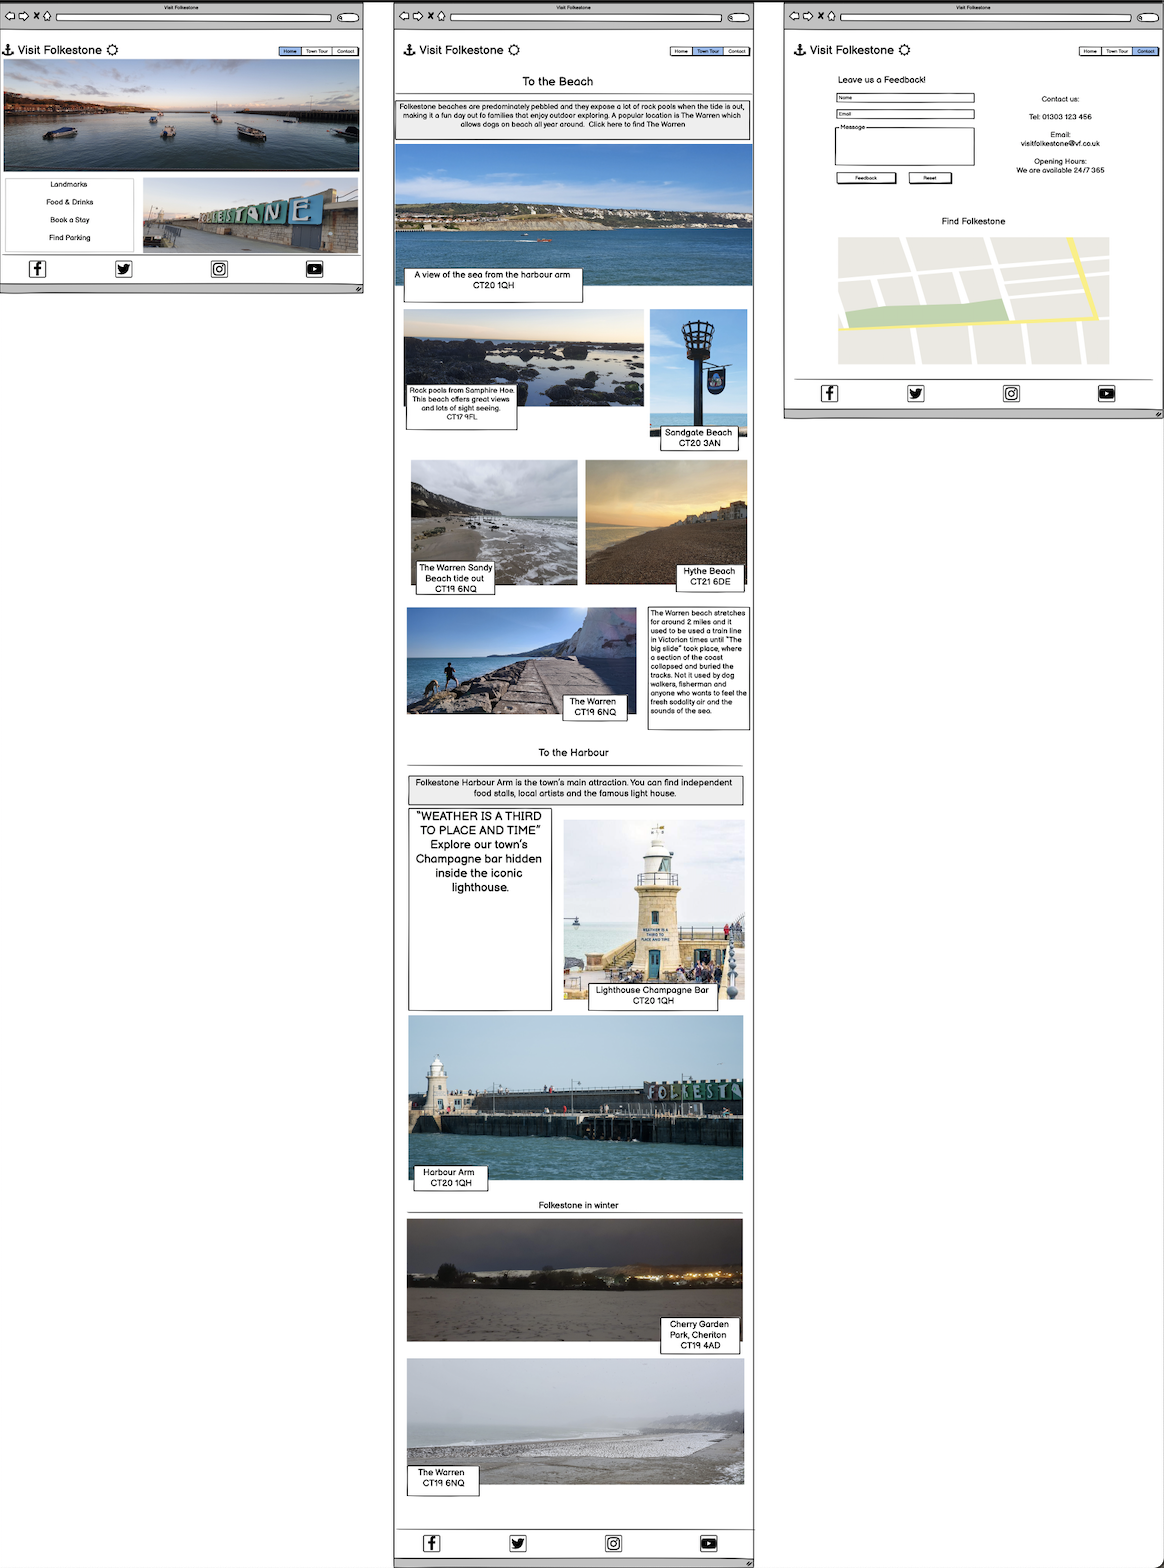 Visit Folkestone
Visit Folkestone
Home Town Tour Contact
FOLKESTANE
Landmarks
Food & Drinks
Book a Stay
Find Parking
Visit Folkestone
Visit Folkestone
Home Town Tour Contact
To the Beach
Folkestone beaches are predominately pebbled and they expose a lot of rock pools when the tide is out,
making it a fun day out fo families that enjoy outdoor exploring. A popular location is The Warren which
allows dogs on beach all year around. Click here to find The Warren
A view of the sea from the harbour arm
CT20 1QH
Rock pools from Samphire Hoe.
This beach offers great views
and lots of sight seeing.
CT17 9FL
Sandgate Beach
CT20 3AN
The Warren Sandy
Beach tide out
CT19 6NQ
Hythe Beach
CT21 6DE
The Warren
CT19 6NQ
The Warren beach stretches
for around 2 miles and it
used to be used a train line
in Victorian times until "The
big slide" took place, where
a section of the coast
collapsed and buried the
tracks. Not it used by dog
walkers, fisherman and
anyone who wants to feel the
fresh sodality air and the
sounds of the sea.
To the Harbour
Folkestone Harbour Arm is the town's main attraction. You can find independent
food stalls, local artists and the famous light house.
"WEATHER IS A THIRD
TO PLACE AND TIME"
Explore our town's
Champagne bar hidden
inside the iconic
lighthouse.
WEATHER IS A
THIRD TO
PLACE AND TIME
Lighthouse Champagne Bar
CT20 1QH
FOLKESTA
Harbour Arm
CT20 1QH
Folkestone in winter
Cherry Garden
Park, Cheriton
CT19 4AD
The Warren
CT19 6NQ
Visit Folkestone
Visit Folkestone
Home Town Tour Contact
Leave us a Feedback!
Name
Email
Message
Feedback Reset
Contact us:
Tel: 01303 123 456
Email:
visitfolkestone@vf.co.uk
Opening Hours:
We are available 24/7 365
Find Folkestone